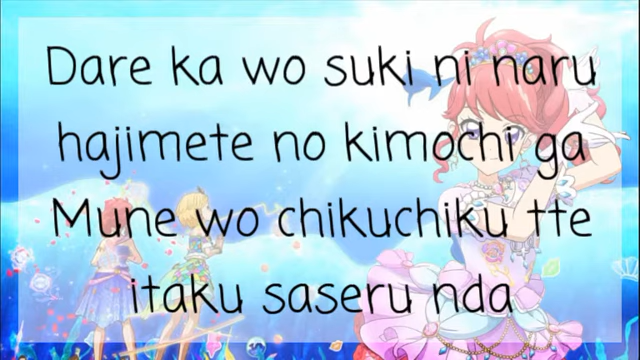 Dare ka wo suki ni naru
hajimete no kimochi ga
Mune wo chikuchiku tte
itaku saseru nda